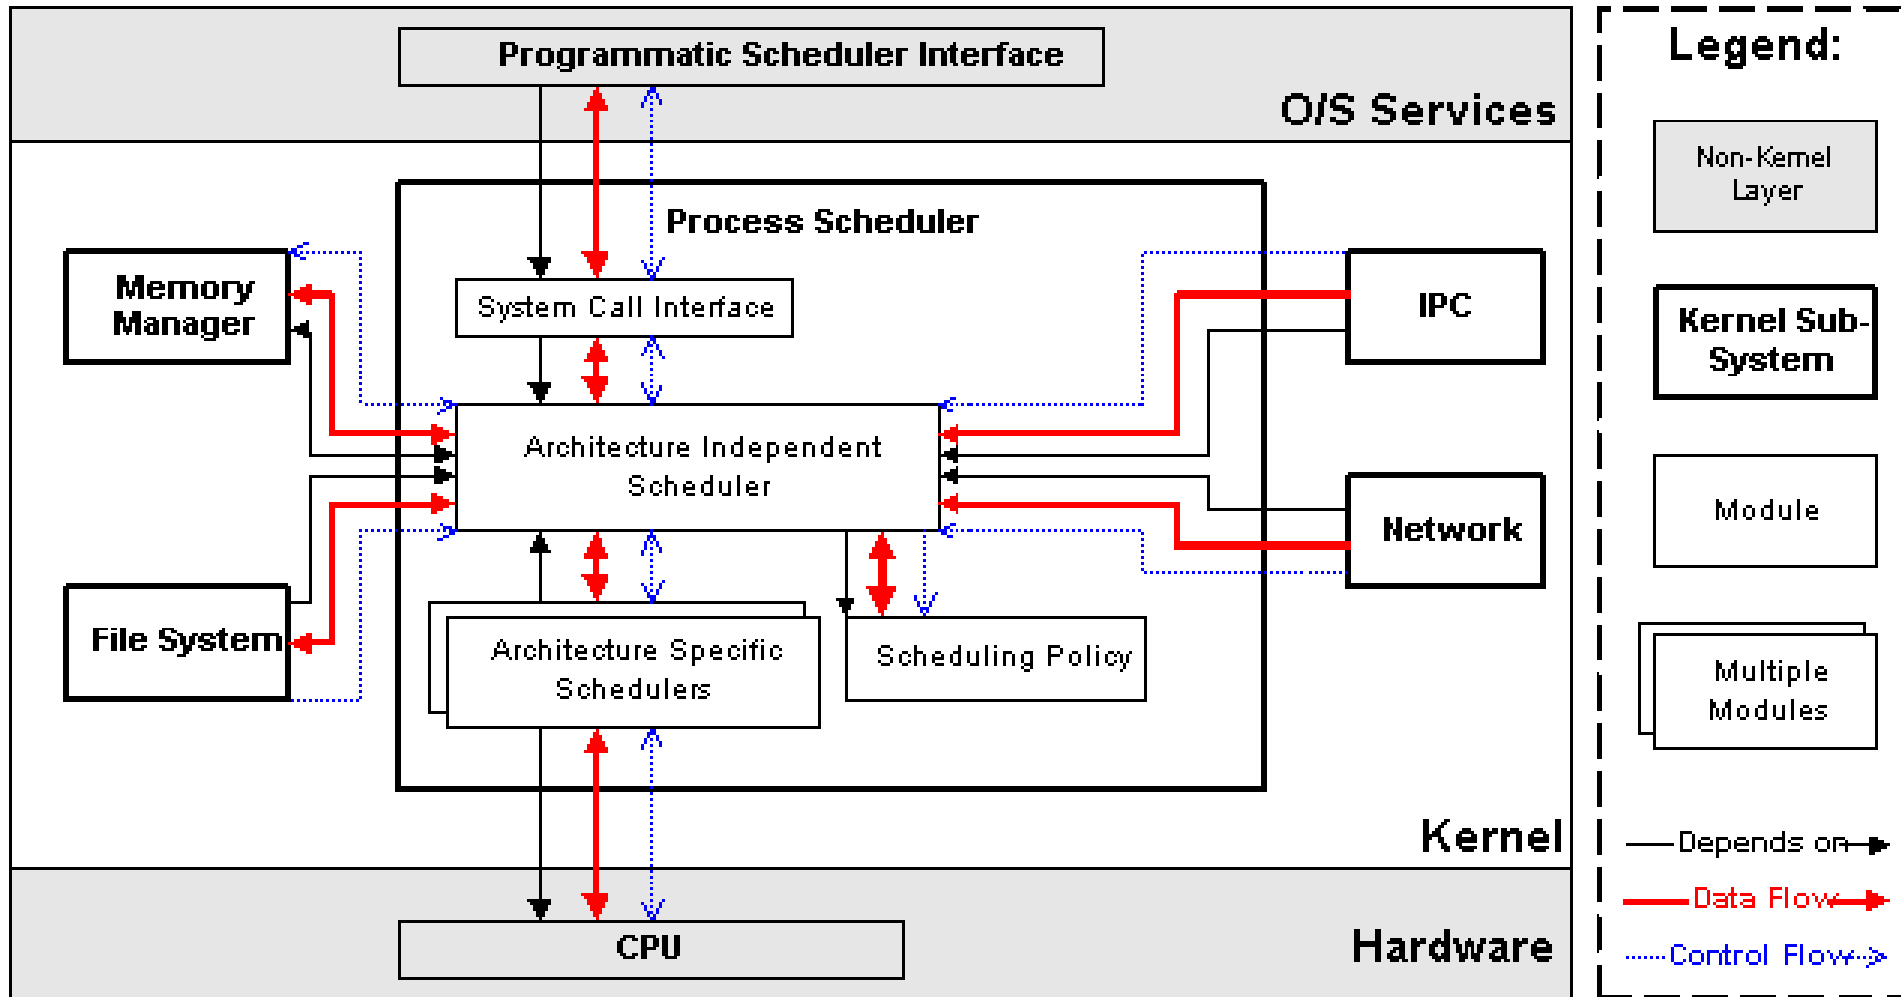 Programmatic Scheduler Interface
O/S Services
Process Scheduler
Memory
Manager
System Call Interface
IPC
Architecture Independent
Scheduler
Network
File System
Architecture Specific
Schedulers
Scheduling Policy
Kernel
CPU
Hardware
Legend:
Non-Kernel
Layer
Kernel Sub-
System
Module
Multiple
Modules
Depends on
Data Flow
Control Flow